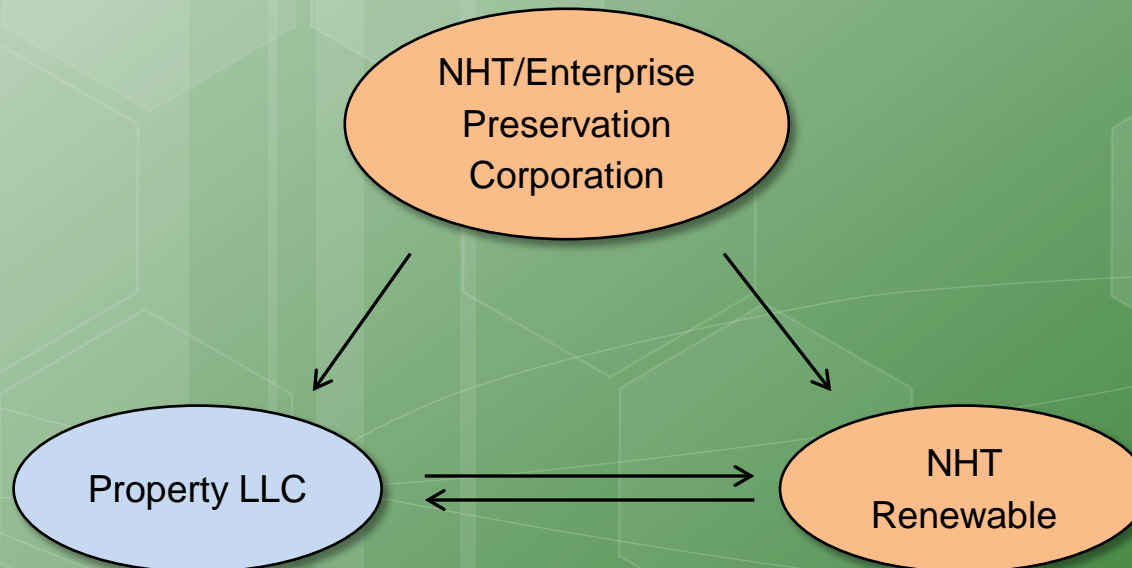 NHT/Enterprise
Preservation
Corporation
Property LLC
NHT
Renewable